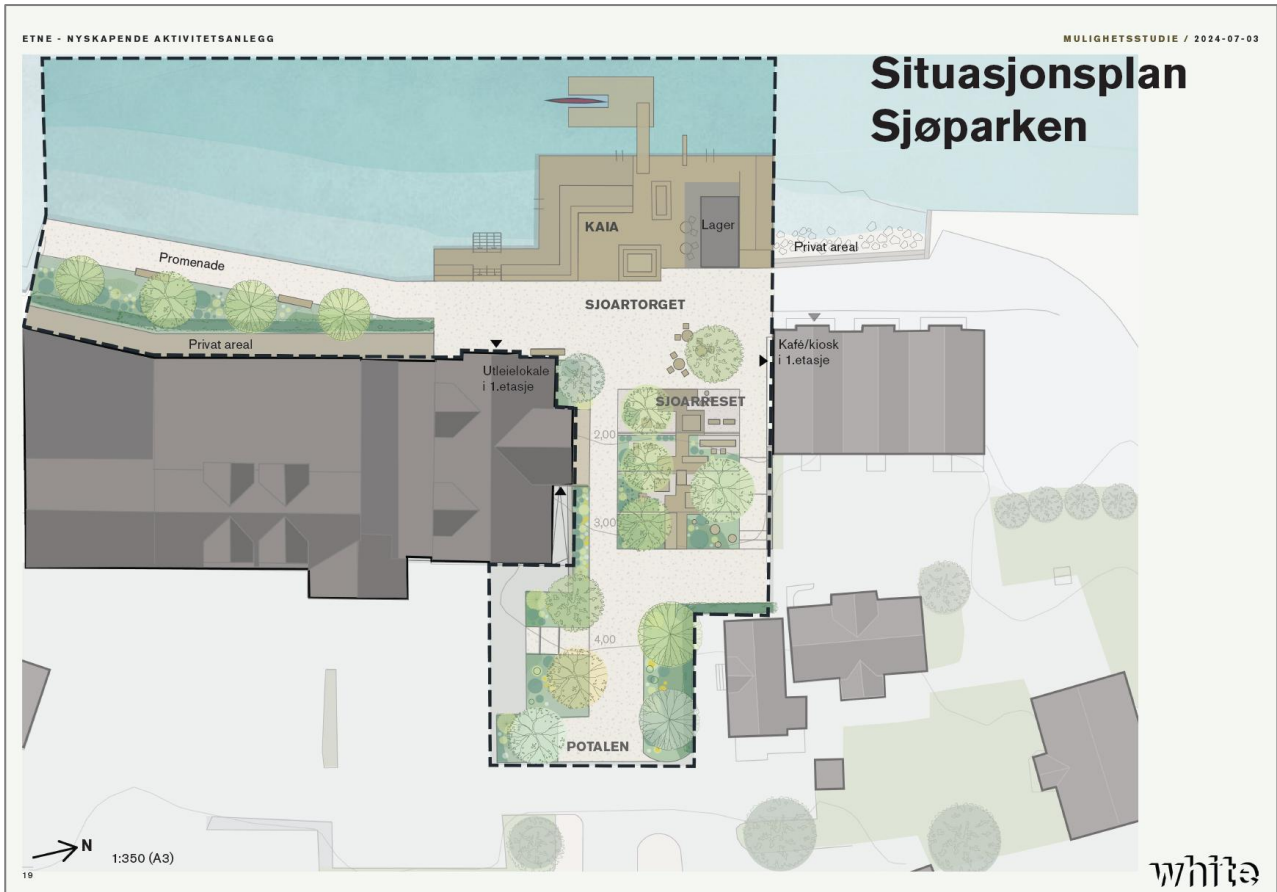 ETNE - NYSKAPENDE AKTIVITETSANLEGG
MULIGHETSSTUDIE / 2024-07-03
Situasjonsplan
Sjøparken
KAIA
Lager
Privat areal
Promenade
SJOARTORGET
Privat areal
Utleielokale
i 1.etasje
Kafé/kiosk
i 1.etasje
SJOARRESET
2,00
3,00
4,00
POTALEN
N
1:350 (A3)
19
white